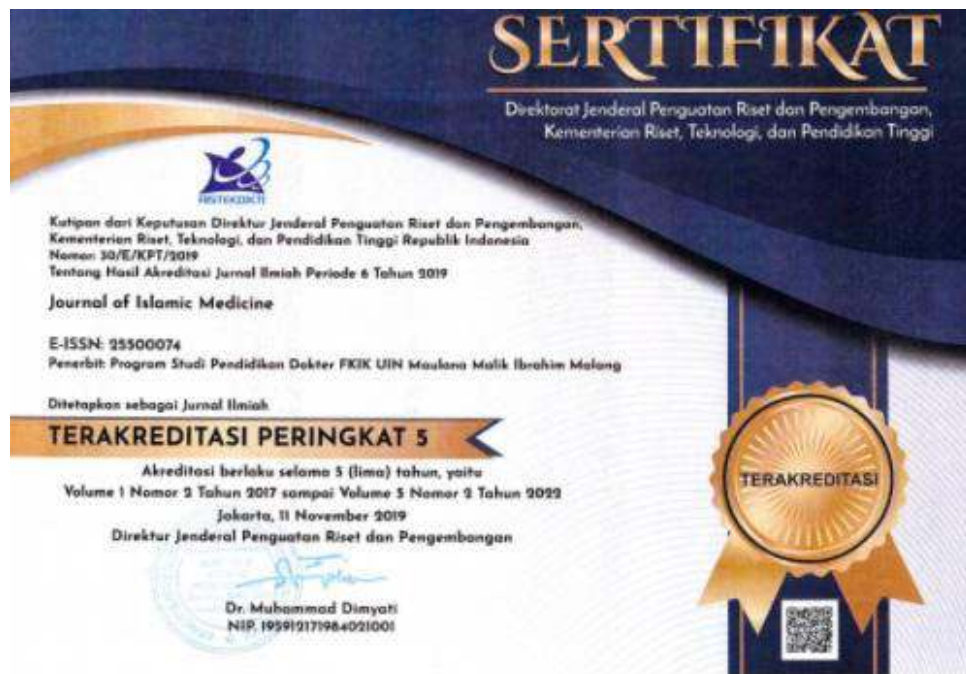 SERTIFIKAT
Direktorat Jenderal Penguatan Riset dan Pengembangan,
Kementerian Riset, Teknologi, dan Pendidikan Tinggi
RISTEKDIKTI
Kutipan dari Keputusan Direktur Jenderal Penguatan Riset dan Pengembangan,
Kementerian Riset, Teknologi, dan Pendidikan Tinggi Republik Indonesia
Nomor: 30/E/KPT/2019
Tentang Hasil Akreditasi Jurnal Ilmiah Periode 6 Tahun 2019
Journal of Islamic Medicine
E-ISSN: 25500074
Penerbit: Program Studi Pendidikan Dokter FKIK UIN Maulana Malik Ibrahim Malang
Ditetapkan sebagai Jurnal Ilmiah
TERAKREDITASI PERINGKAT 5
Akreditasi berlaku selama 5 (lima) tahun, yaitu
Volume 1 Nomor 2 Tahun 2017 sampai Volume 5 Nomor 2 Tahun 2022
Jakarta, 11 November 2019
Direktur Jenderal Penguatan Riset dan Pengembangan
Dr. Muhammad Dimyati
NIP. 195912171984021001
TERAKREDITASI